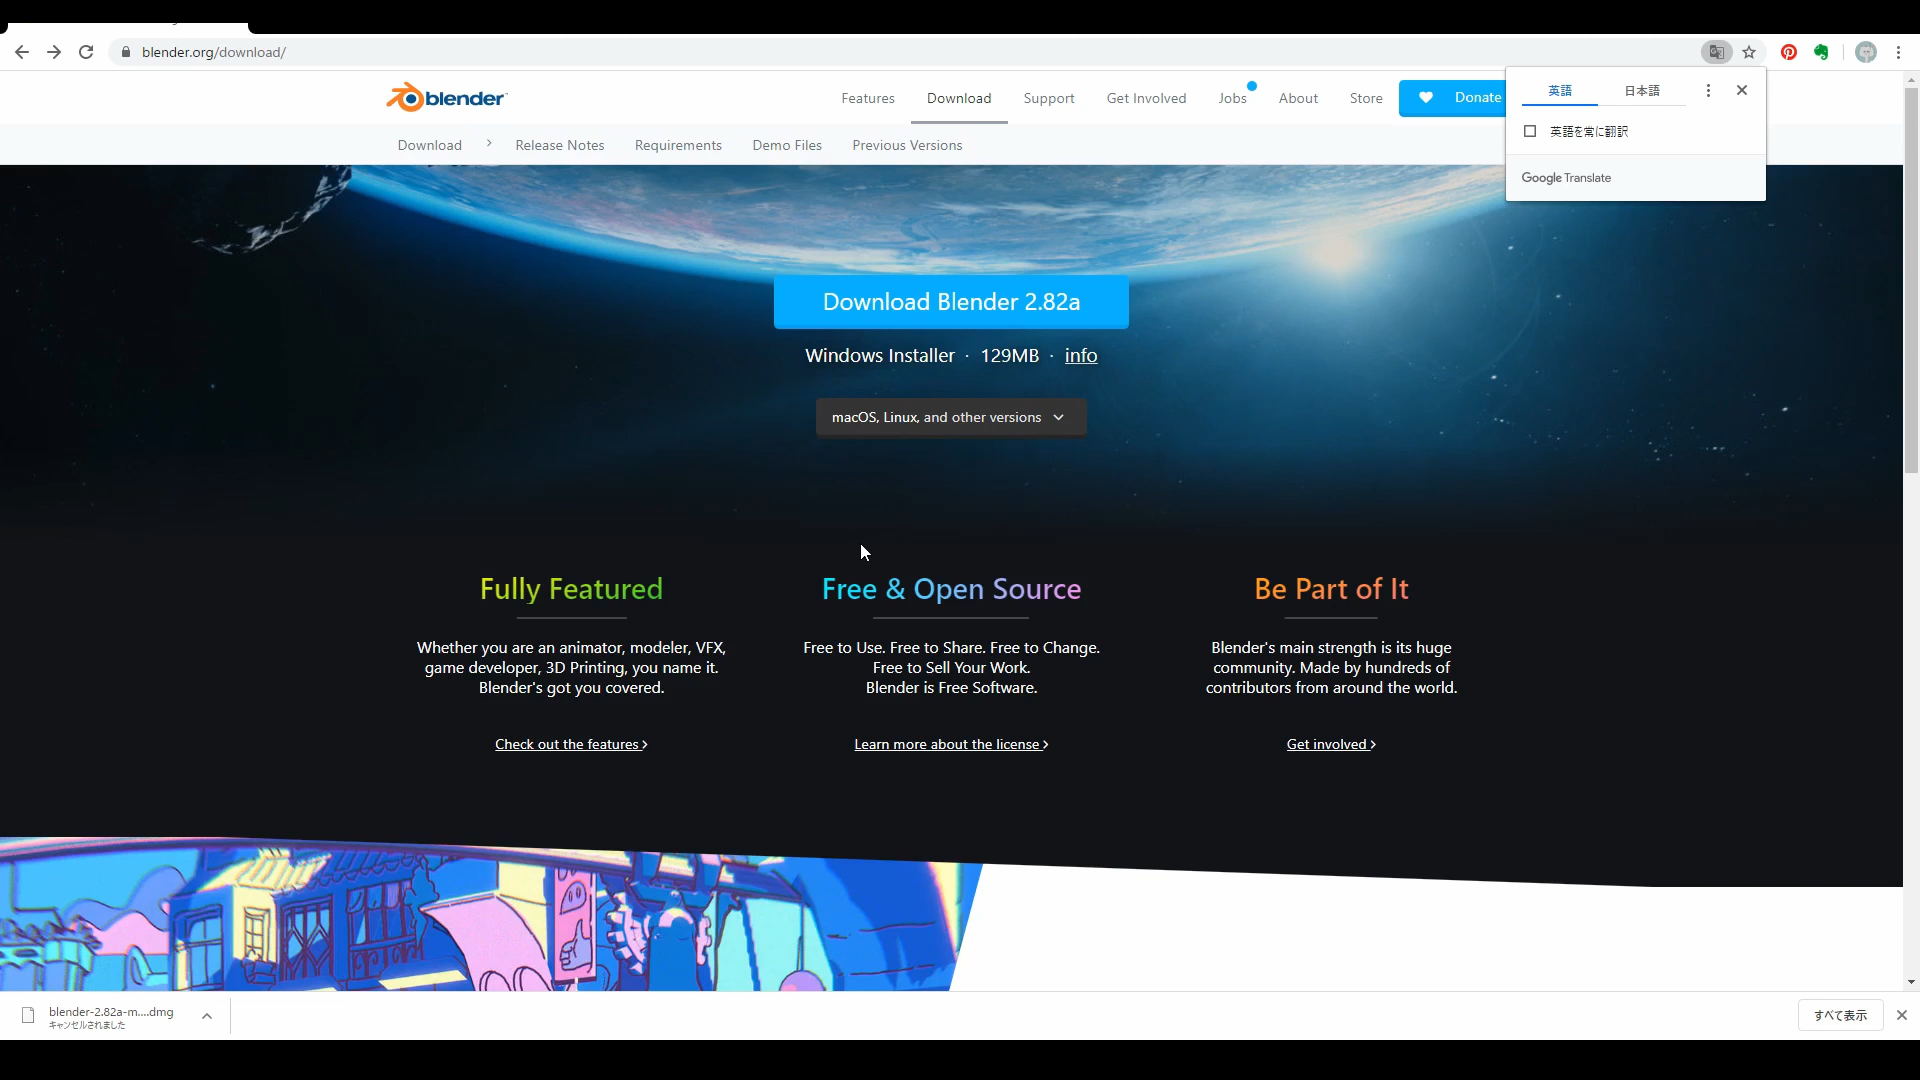 blender.org/download/
blender
Features
Download
Support
Get Involved
Jobs
About
Store
Donate
英語
日本語
英語を常に翻訳
Google Translate
Download
Release Notes
Requirements
Demo Files
Previous Versions
Download Blender 2.82a
Windows Installer · 129MB · info
macOS, Linux, and other versions
Fully Featured
Whether you are an animator, modeler, VFX,
game developer, 3D Printing, you name it.
Blender's got you covered.
Check out the features
Free & Open Source
Free to Use. Free to Share. Free to Change.
Free to Sell Your Work.
Blender is Free Software.
Learn more about the license
Be Part of It
Blender's main strength is its huge
community. Made by hundreds of
contributors from around the world.
Get involved
blender-2.82a-m....dmg
キャンセルされました
すべて表示